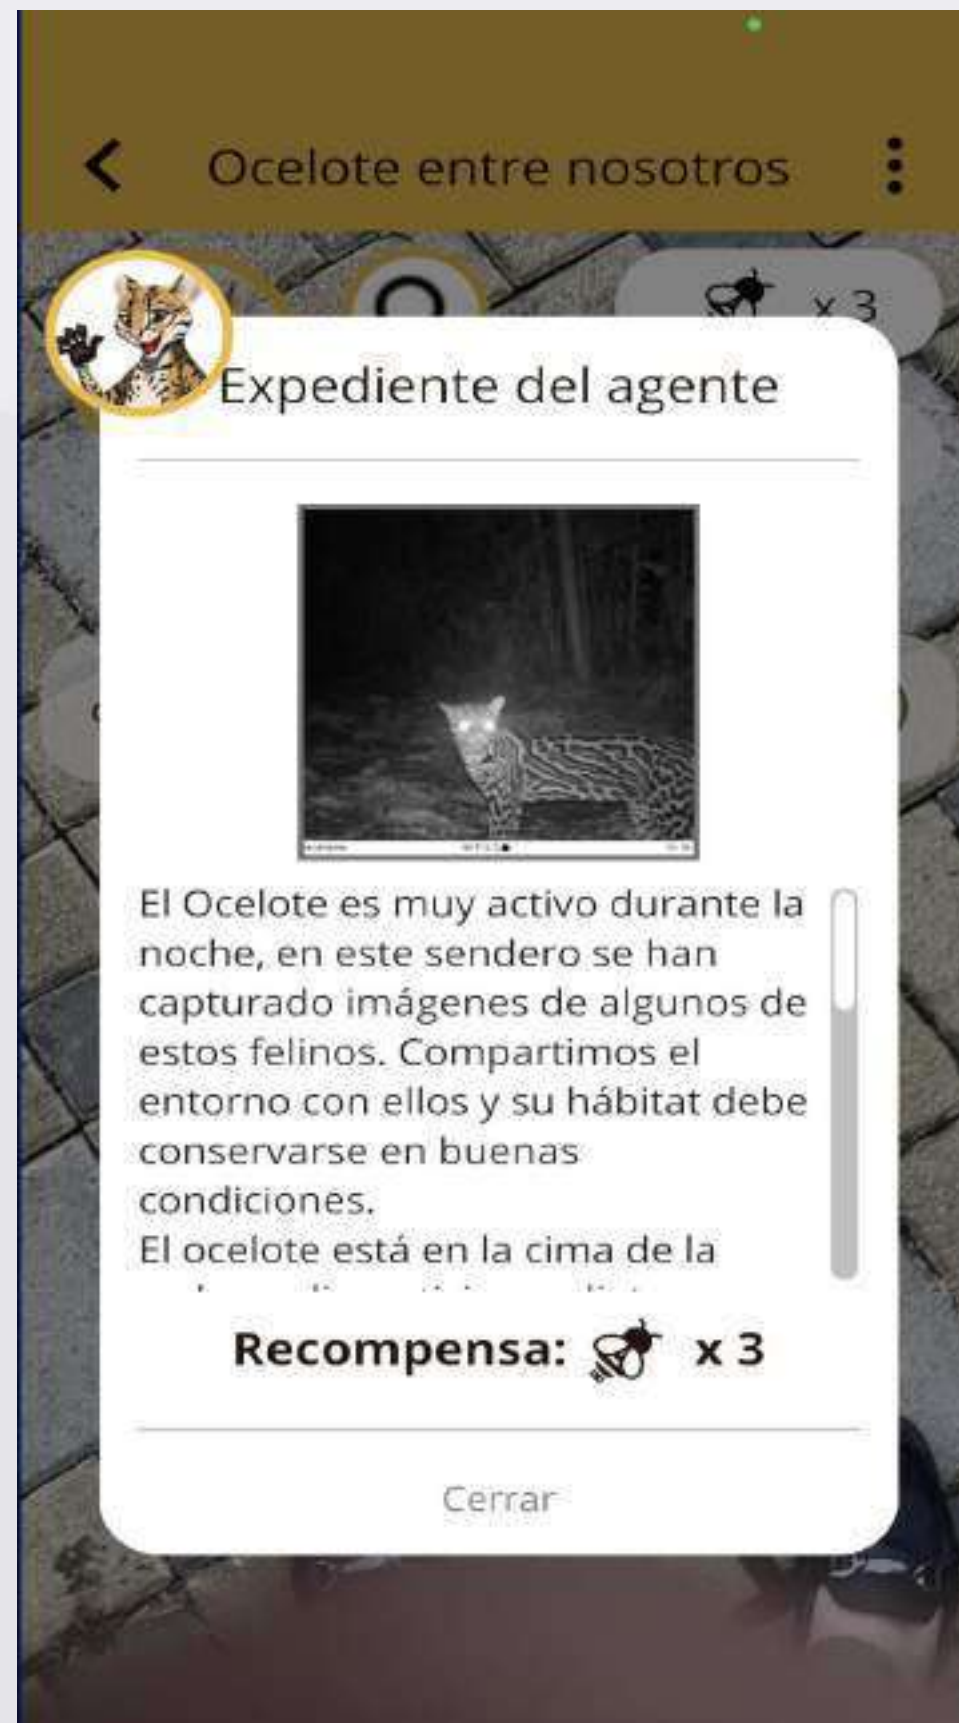 Ocelote entre nosotros
x 3
Expediente del agente
El Ocelote es muy activo durante la
noche, en este sendero se han
capturado imágenes de algunos de
estos felinos. Compartimos el
entorno con ellos y su hábitat debe
conservarse en buenas
condiciones.
El ocelote está en la cima de la
Recompensa: x 3
Cerrar